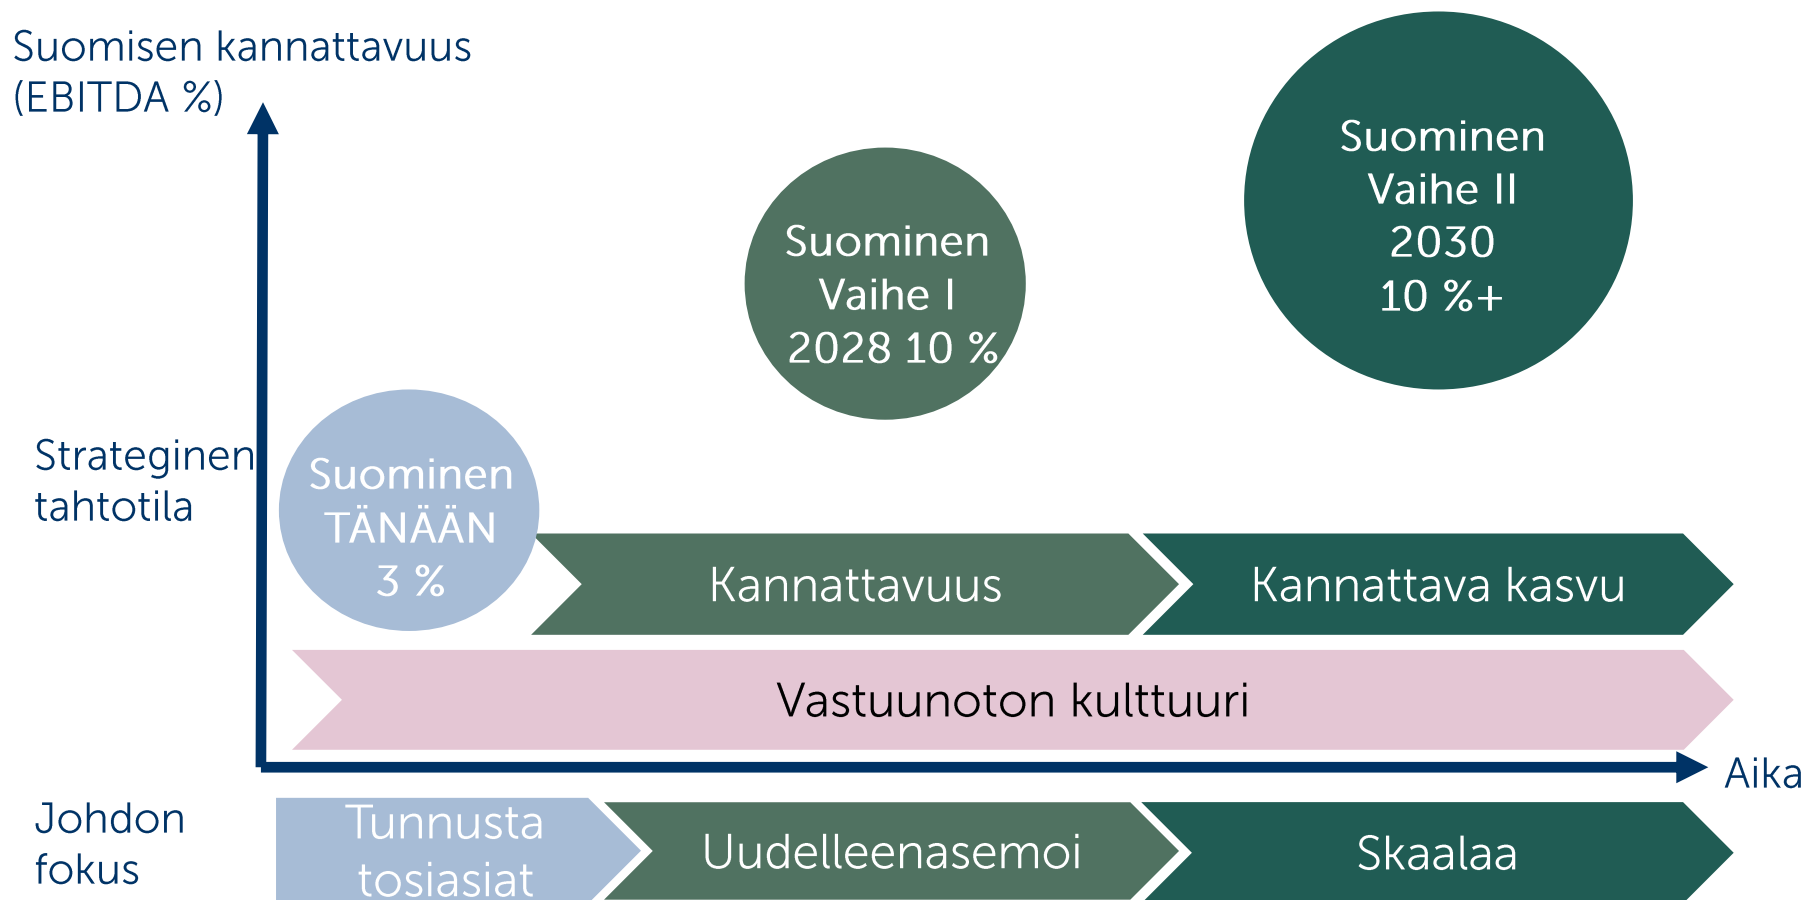 Suomisen kannattavuus
(EBITDA %)
Suominen
Vaihe II
2030
10 %+
Suominen
Vaihe I
2028 10 %
Strateginen
tahtotila
Suominen
TÄNÄÄN
3 %
Kannattavuus
Kannattava kasvu
Vastuunoton kulttuuri
Aika
Johdon
fokus
Tunnusta
tosiasiat
Uudelleenasemoi
Skaalaa